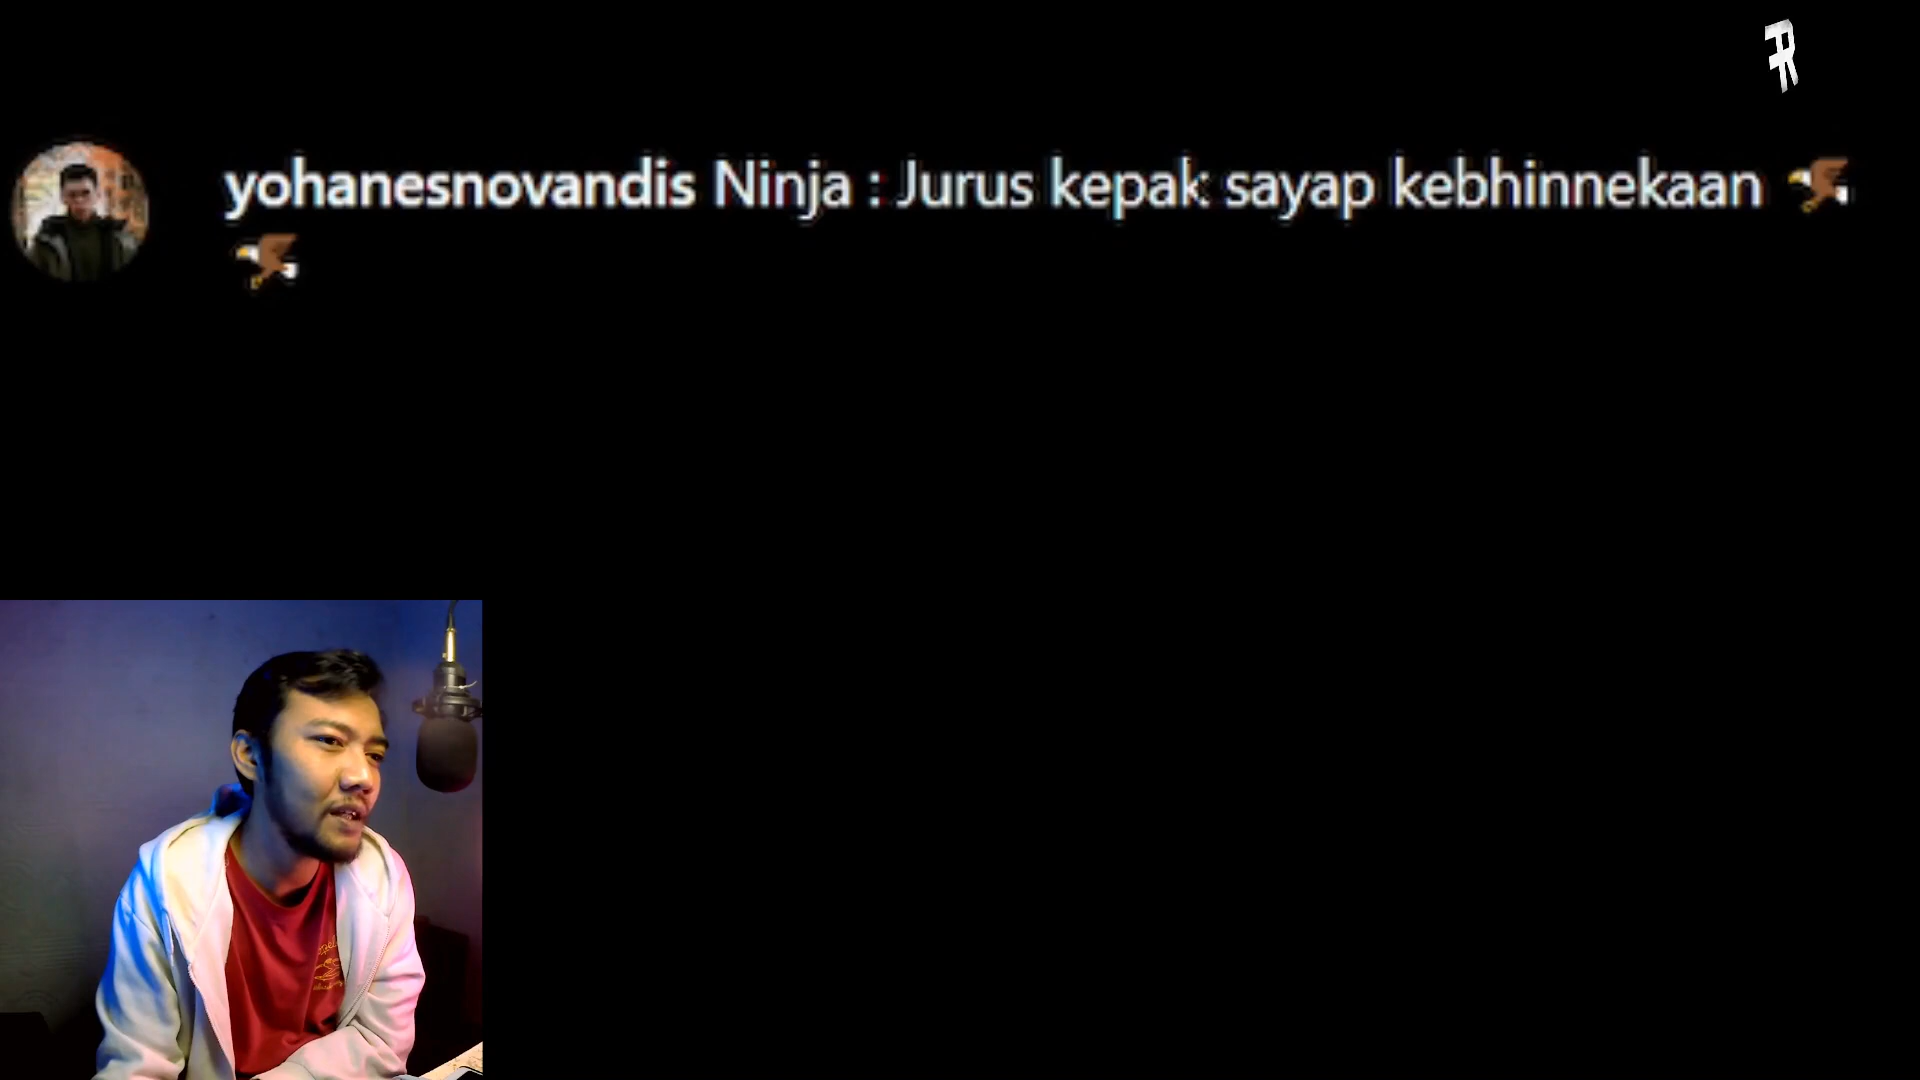 yohanesnovandis Ninja : Jurus kepak sayap kebhinnekaan 🦅
🦅